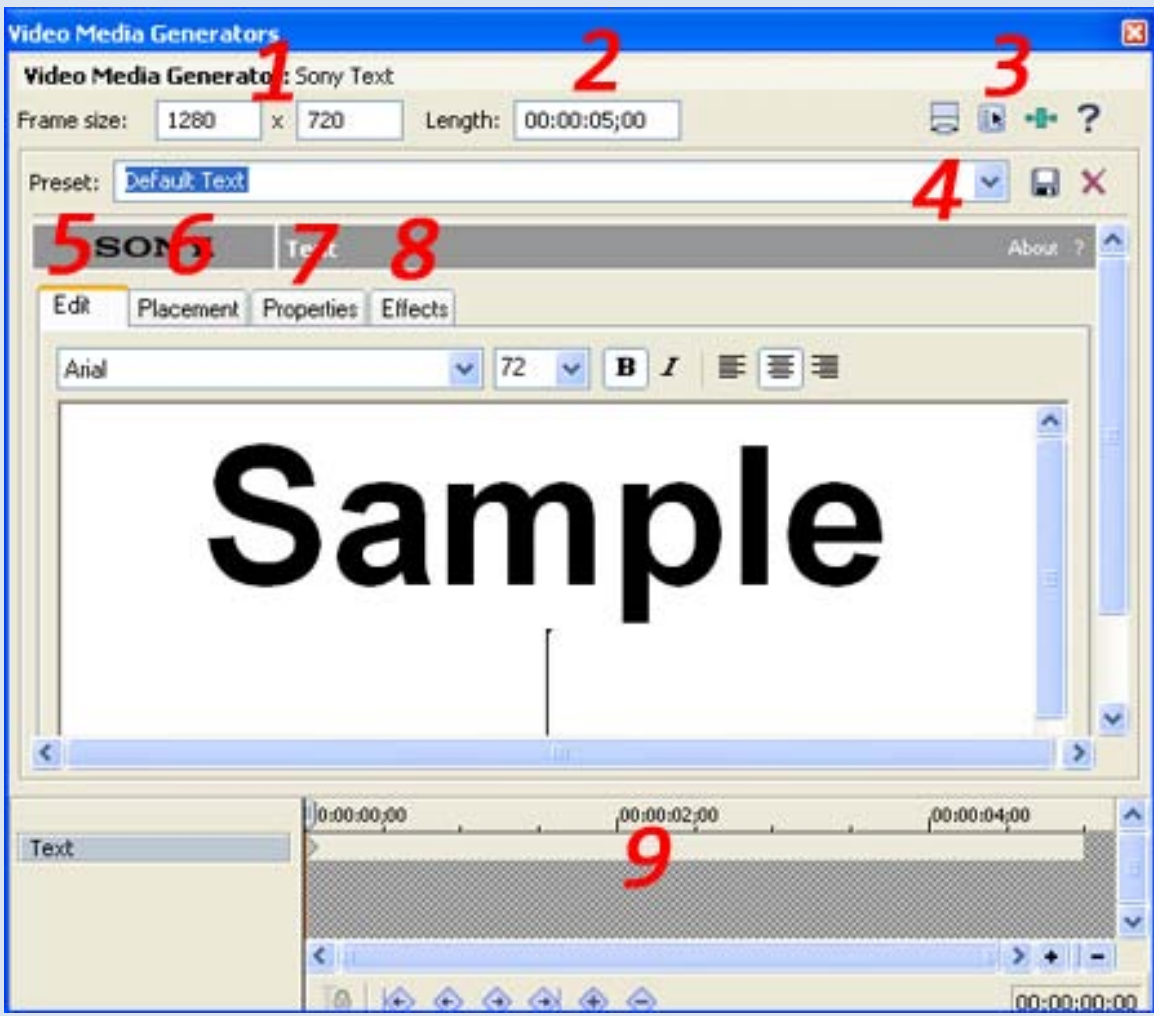 Video Media Generators
1 2 3
Video Media Generator: Sony Text
Frame size: 1280 x 720 Length: 00:00:05;00 ?
Preset: Default Text 4
5 6 7 8
SONY Text About ?
Edit Placement Properties Effects
Arial 72 B I
Sample
0:00:00;00 00:00:02;00 00:00:04;00
Text 9
00:00:00;00